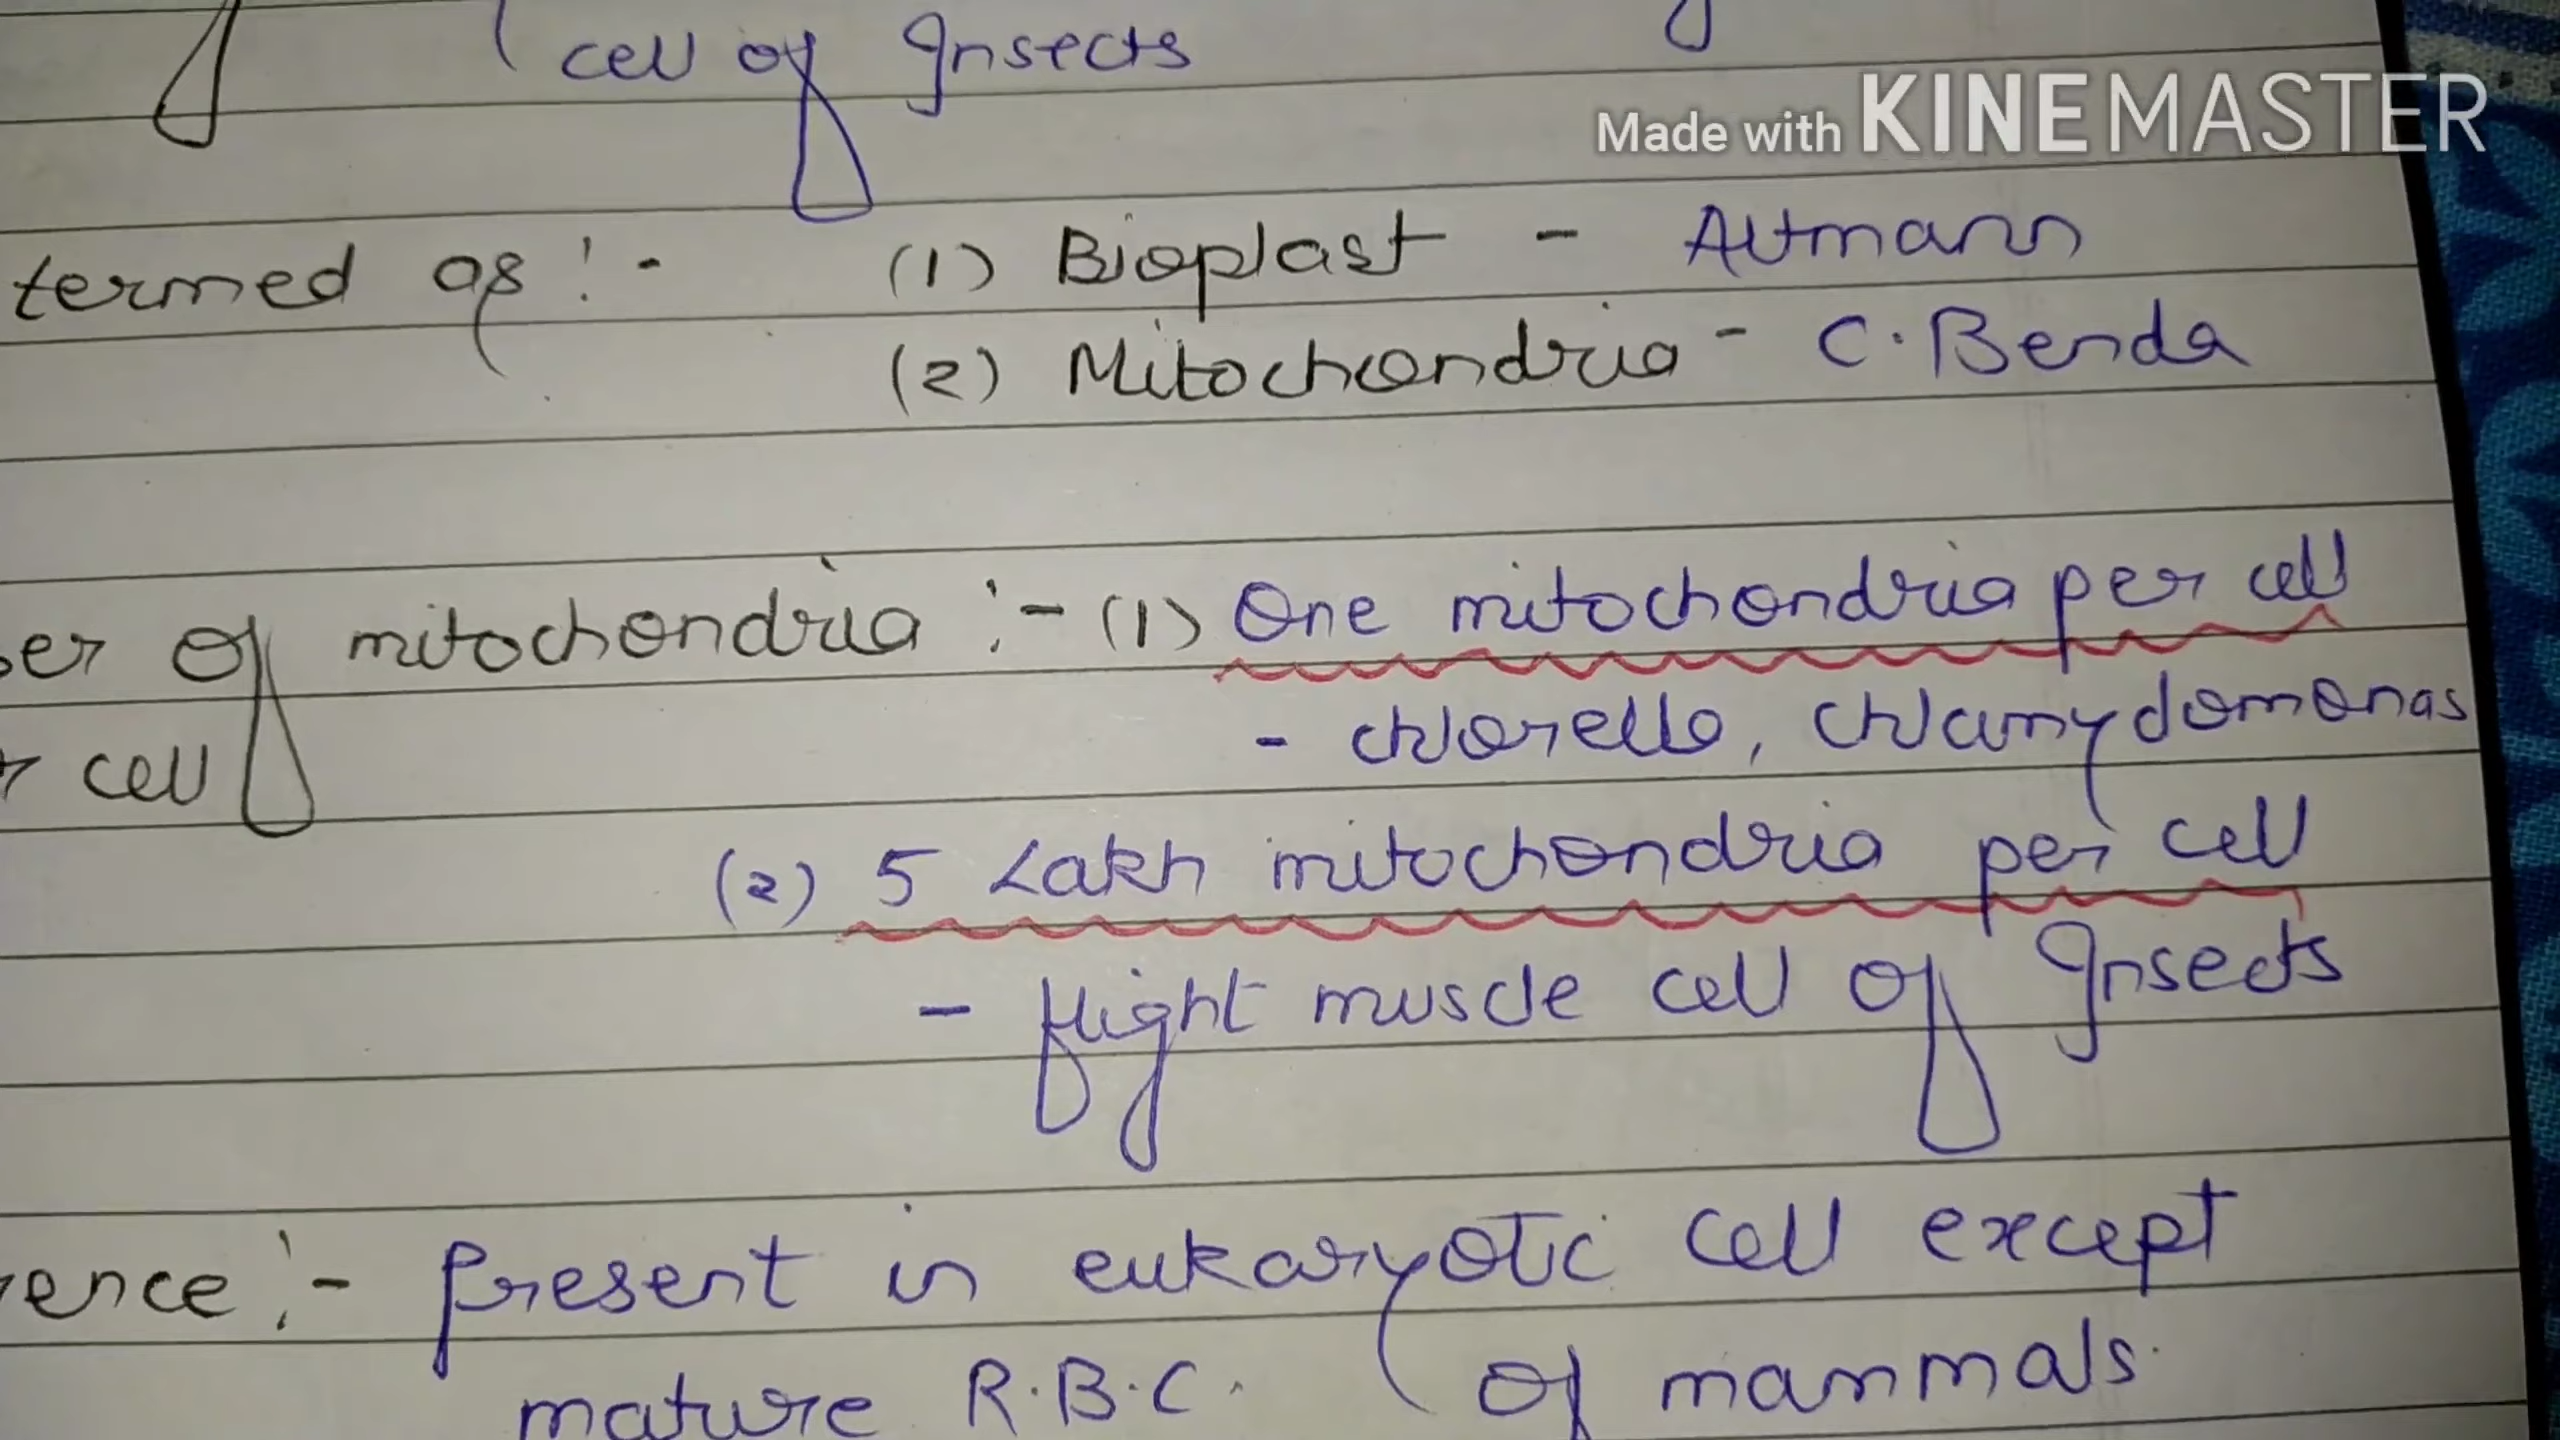 cell of Insects
Made with KINEMASTER
termed as :- (1) Bioplast - Altmann
(2) Mitochondria - C. Benda
of mitochondria :- (1) One mitochondria per cell
- chlorella, chlamydomonas
cell
(2) 5 Lakh mitochondria per cell
- flight muscle cell of Insects
ence :- Present in eukaryotic cell except
mature R.B.C. of mammals.